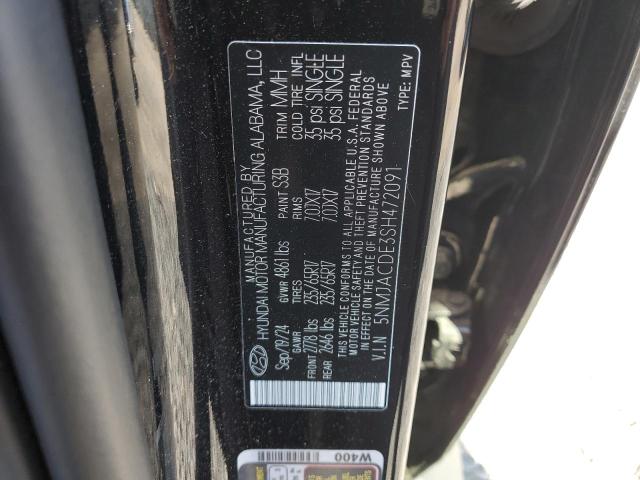 MANUFACTURED BY
HYUNDAI MOTOR MANUFACTURING ALABAMA, LLC
Sep/19/24 GVWR 4861 lbs PAINT S3B TRIM MMH
GAWR TIRES RIMS COLD TIRE INFL
FRONT 2778 lbs 235/65R17 7.0JX17 35 psi SINGLE
REAR 2646 lbs 235/65R17 7.0JX17 35 psi SINGLE
THIS VEHICLE CONFORMS TO ALL APPLICABLE U.S.A. FEDERAL
MOTOR VEHICLE SAFETY AND THEFT PREVENTION STANDARDS
IN EFFECT ON THE DATE OF MANUFACTURE SHOWN ABOVE
V.I.N 5NMJACDE3SH472091 TYPE: MPV
W400